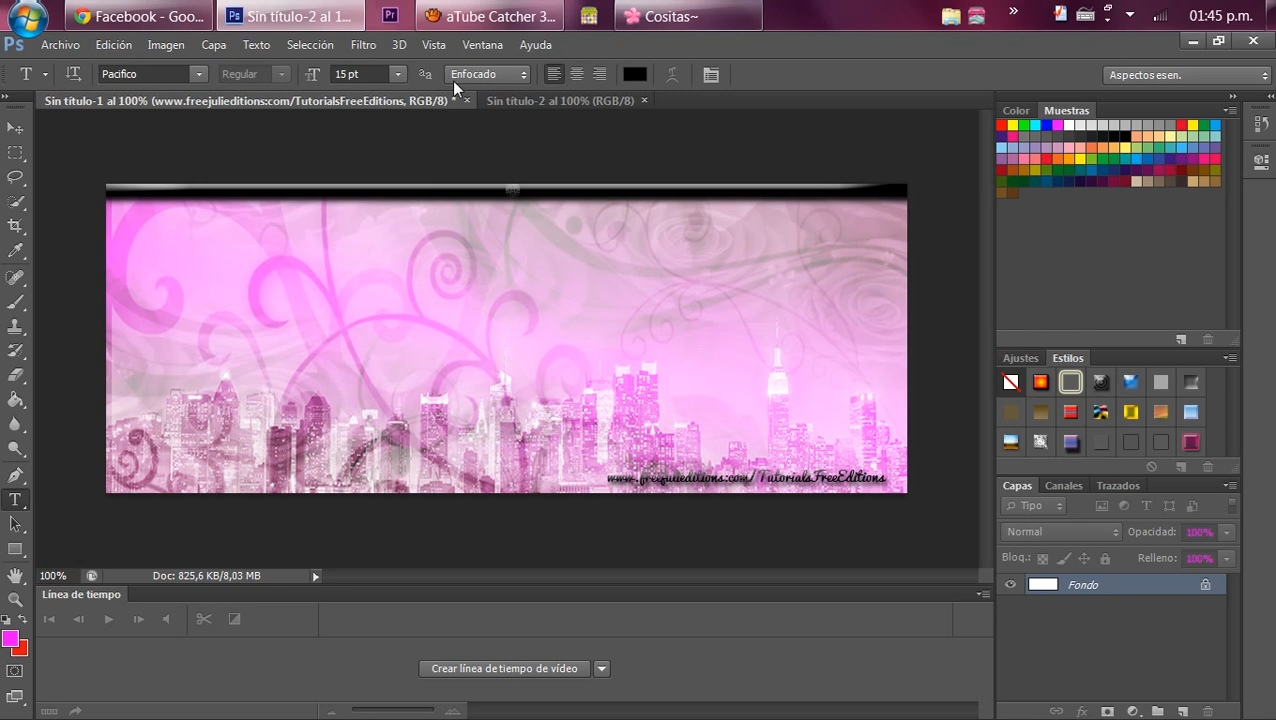 Facebook - Goo...
Sin título-2 al 1...
Pr
aTube Catcher 3...
Cositas~
»
01:45 p.m.
Ps
Archivo
Edición
Imagen
Capa
Texto
Selección
Filtro
3D
Vista
Ventana
Ayuda
T
Pacifico
Regular
15 pt
Enfocado
Aspectos esen.
Sin título-1 al 100% (www.freejulieditions.com/TutorialsFreeEditions, RGB/8) * ×
Sin título-2 al 100% (RGB/8) ×
Color
Muestras
www.freejulieditions.com/TutorialsFreeEditions
Ajustes
Estilos
Capas
Canales
Trazados
Tipo
Normal
Opacidad: 100%
Bloq.:
Relleno: 100%
Fondo
100%
Doc: 825,6 KB/8,03 MB
Línea de tiempo
Crear línea de tiempo de vídeo